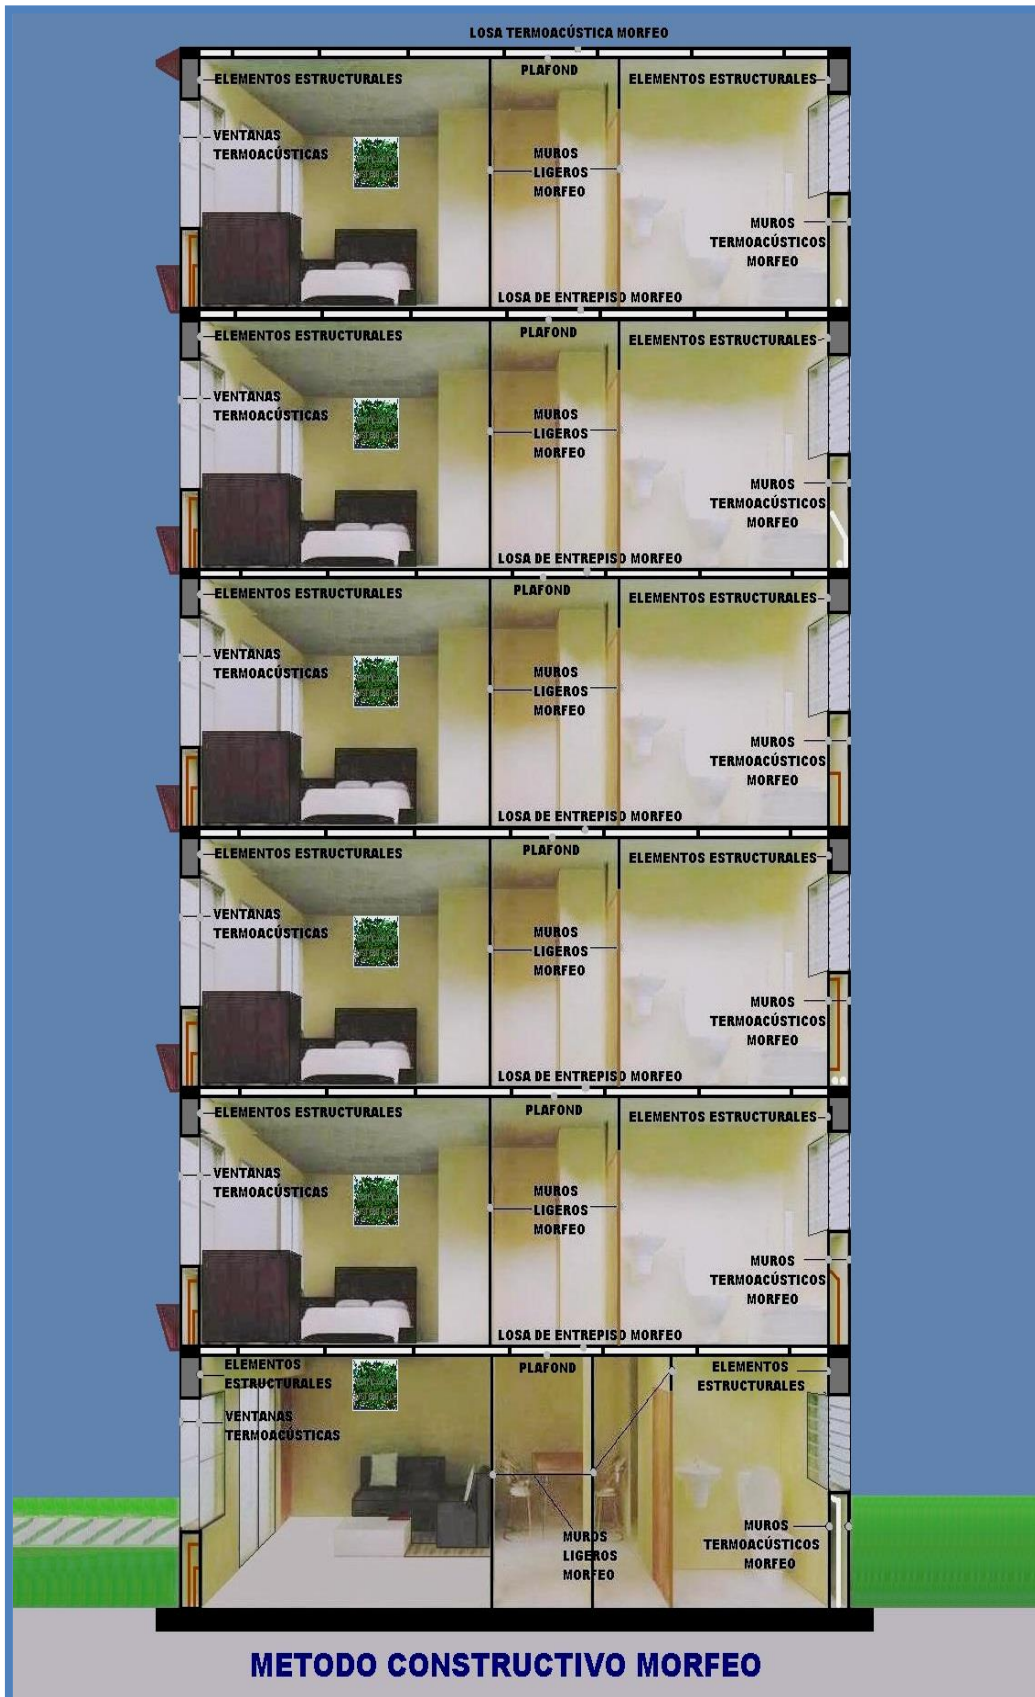 LOSA TERMOACÚSTICA MORFEO
PLAFOND
ELEMENTOS ESTRUCTURALES
ELEMENTOS ESTRUCTURALES
VENTANAS
TERMOACÚSTICAS
MUROS
LIGEROS
MORFEO
MUROS
TERMOACÚSTICOS
MORFEO
LOSA DE ENTREPISO MORFEO
PLAFOND
ELEMENTOS ESTRUCTURALES
ELEMENTOS ESTRUCTURALES
VENTANAS
TERMOACÚSTICAS
MUROS
LIGEROS
MORFEO
MUROS
TERMOACÚSTICOS
MORFEO
LOSA DE ENTREPISO MORFEO
PLAFOND
ELEMENTOS ESTRUCTURALES
ELEMENTOS ESTRUCTURALES
VENTANAS
TERMOACÚSTICAS
MUROS
LIGEROS
MORFEO
MUROS
TERMOACÚSTICOS
MORFEO
LOSA DE ENTREPISO MORFEO
PLAFOND
ELEMENTOS ESTRUCTURALES
ELEMENTOS ESTRUCTURALES
VENTANAS
TERMOACÚSTICAS
MUROS
LIGEROS
MORFEO
MUROS
TERMOACÚSTICOS
MORFEO
LOSA DE ENTREPISO MORFEO
PLAFOND
ELEMENTOS ESTRUCTURALES
ELEMENTOS ESTRUCTURALES
VENTANAS
TERMOACÚSTICAS
MUROS
LIGEROS
MORFEO
MUROS
TERMOACÚSTICOS
MORFEO
LOSA DE ENTREPISO MORFEO
PLAFOND
ELEMENTOS
ESTRUCTURALES
ELEMENTOS
ESTRUCTURALES
VENTANAS
TERMOACÚSTICAS
MUROS
LIGEROS
MORFEO
MUROS
TERMOACÚSTICOS
MORFEO
METODO CONSTRUCTIVO MORFEO